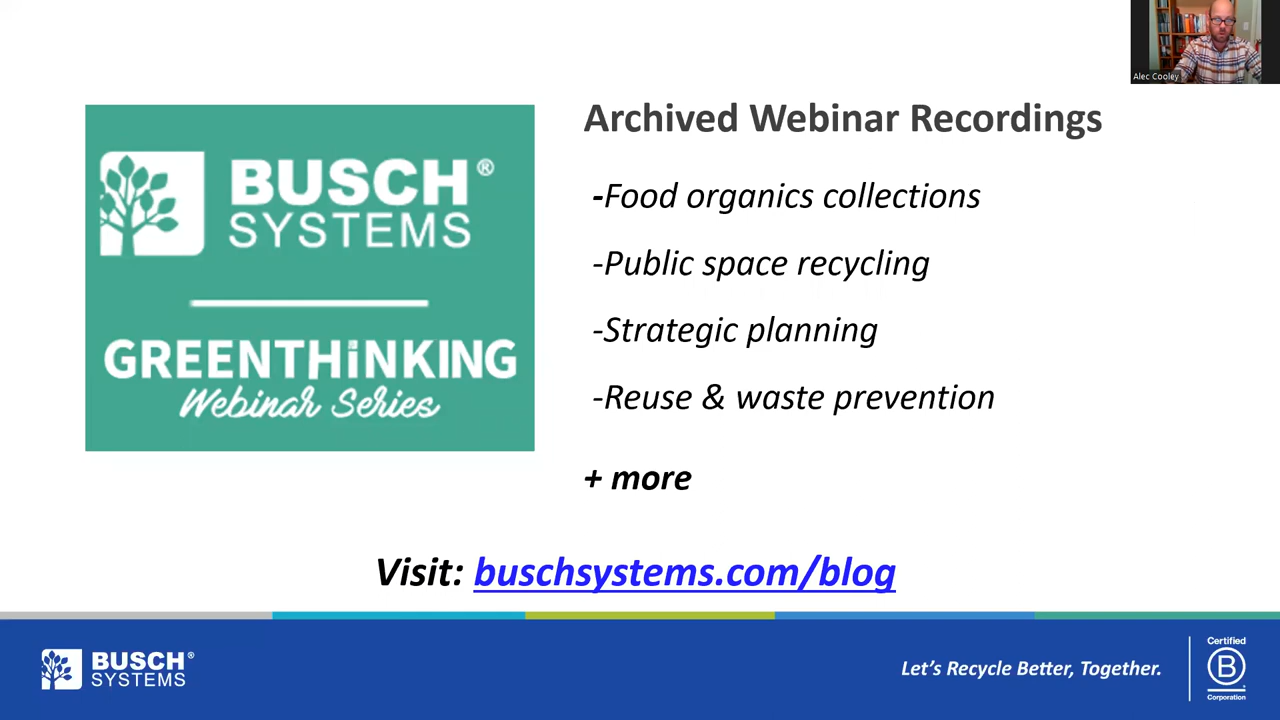 Alec Cooley
BUSCH®
SYSTEMS
GREENTHiNKING
Webinar Series
Archived Webinar Recordings
-Food organics collections
-Public space recycling
-Strategic planning
-Reuse & waste prevention
+ more
Visit: buschsystems.com/blog
BUSCH®
SYSTEMS
Let's Recycle Better, Together.
Certified
B
Corporation